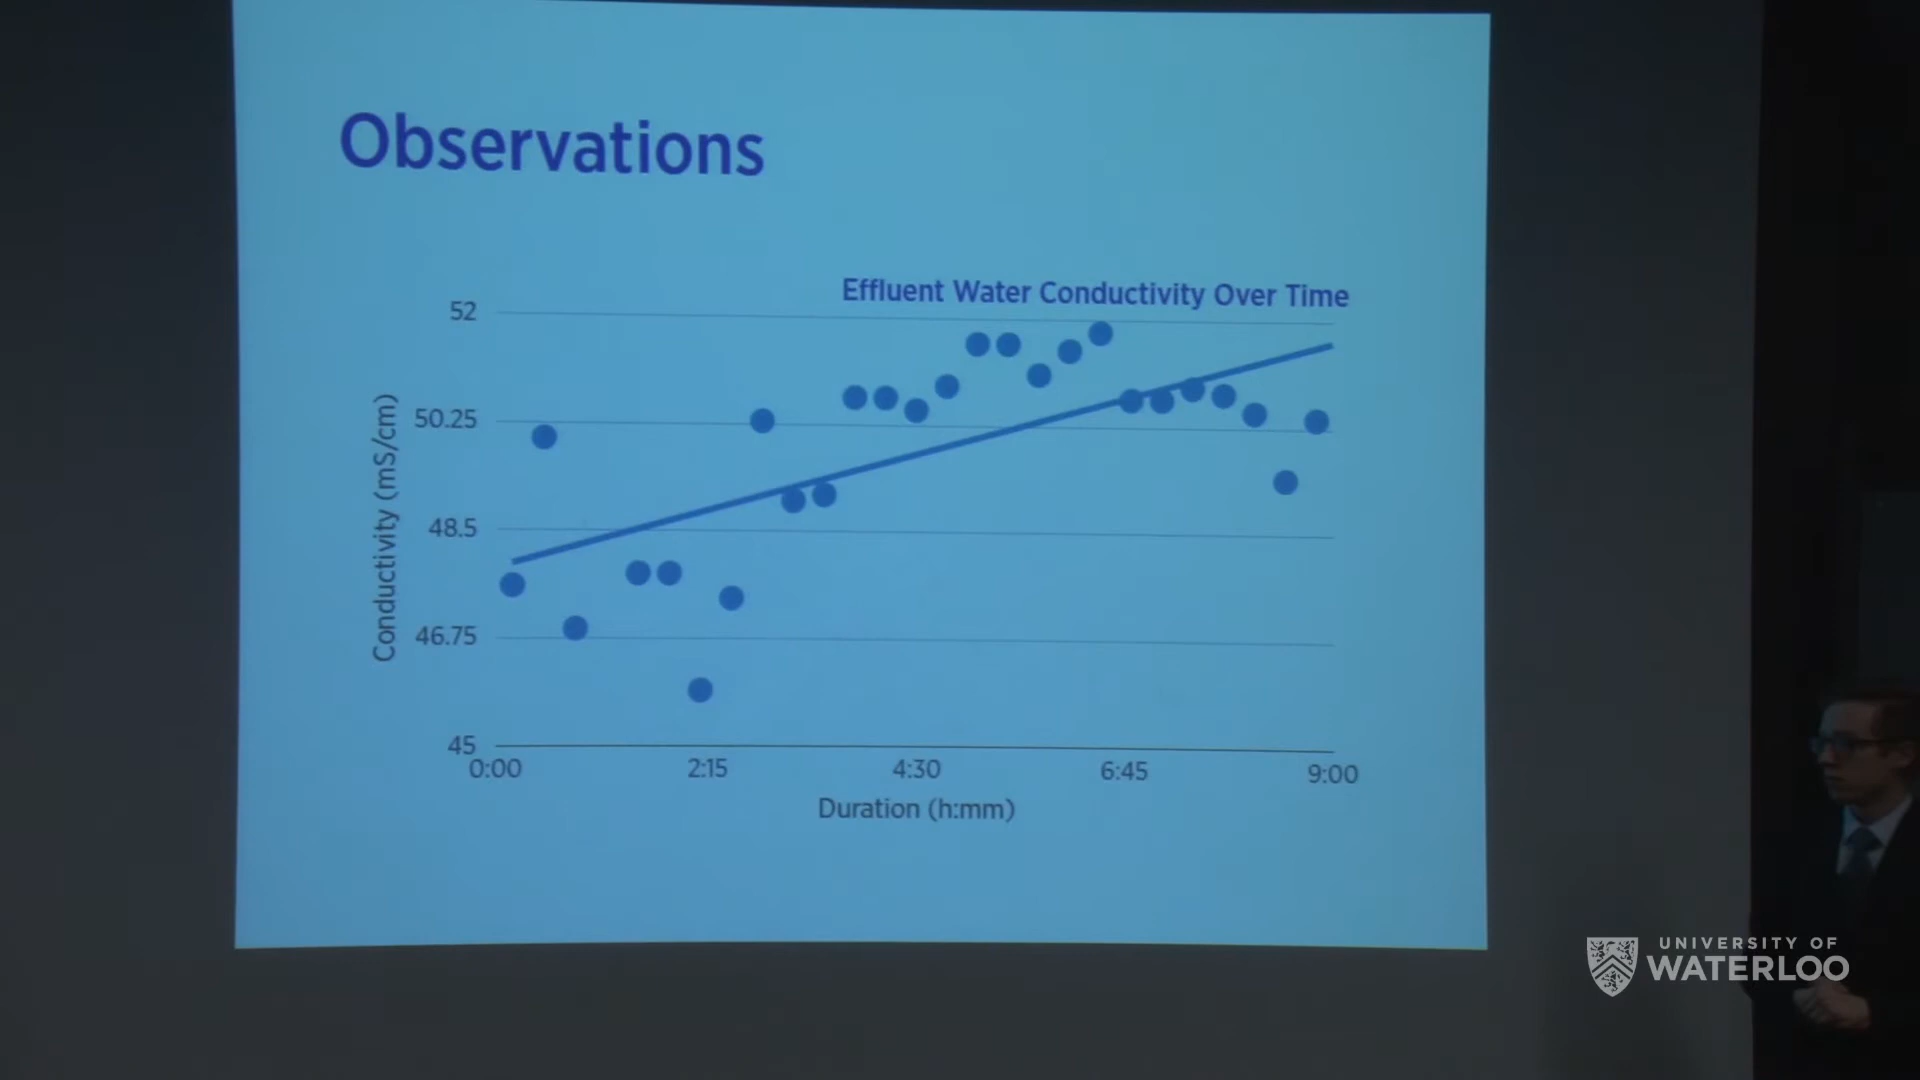 Observations
Effluent Water Conductivity Over Time
52
50.25
48.5
46.75
45
Conductivity (mS/cm)
0:00 2:15 4:30 6:45 9:00
Duration (h:mm)
UNIVERSITY OF
WATERLOO